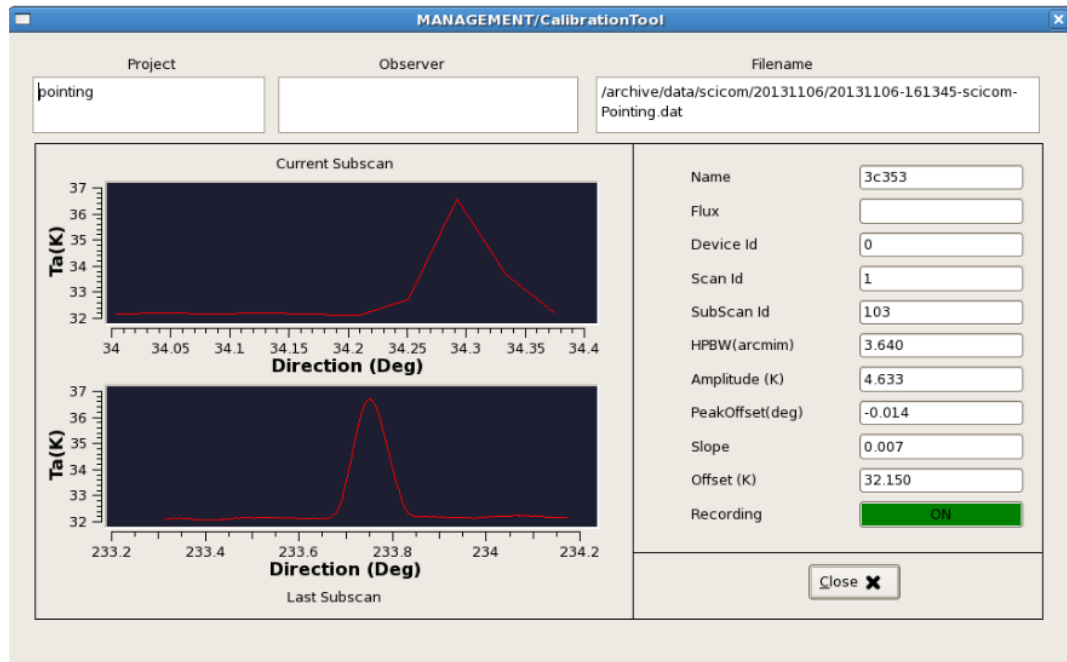 MANAGEMENT/CalibrationTool
Project
Observer
Filename
pointing
/archive/data/scicom/20131106/20131106-161345-scicom-
Pointing.dat
Current Subscan
37
36
35
34
33
32
Ta(K)
34 34.05 34.1 34.15 34.2 34.25 34.3 34.35 34.4
Direction (Deg)
37
36
35
34
33
32
Ta(K)
233.2 233.4 233.6 233.8 234 234.2
Direction (Deg)
Last Subscan
Name 3c353
Flux
Device Id 0
Scan Id 1
SubScan Id 103
HPBW(arcmim) 3.640
Amplitude (K) 4.633
PeakOffset(deg) -0.014
Slope 0.007
Offset (K) 32.150
Recording ON
Close